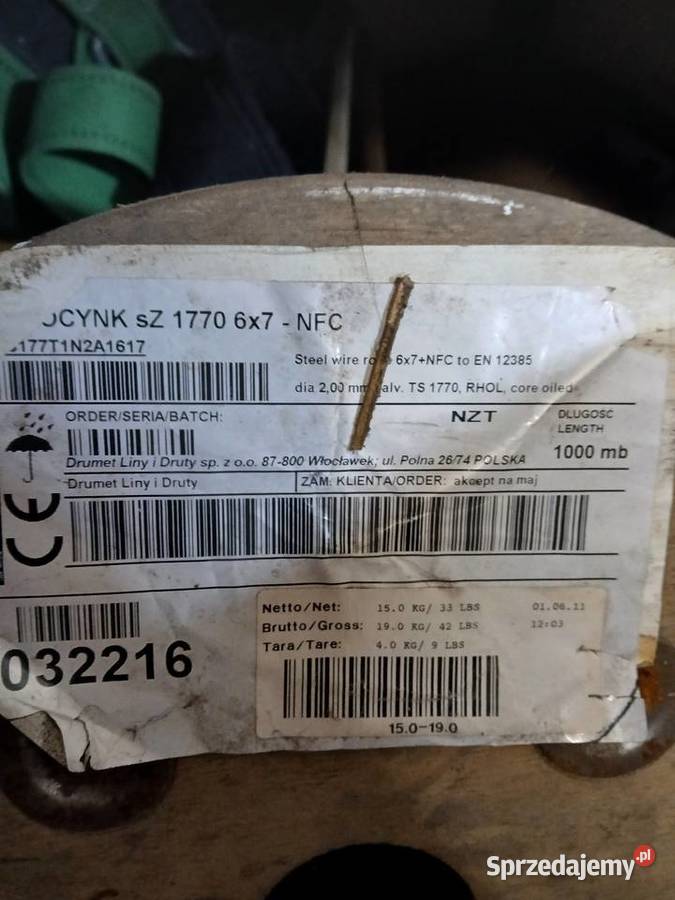 OCYNK sZ 1770 6x7 - NFC
177T1N2A1617
Steel wire ro 6x7+NFC to EN 12385
dia 2,00 mm alv. TS 1770, RHOL, core oiled
ORDER/SERIA/BATCH:
NZT
DŁUGOŚĆ
LENGTH
1000 mb
Drumet Liny i Druty sp. z o.o. 87-800 Włocławek; ul. Polna 26/74 POLSKA
Drumet Liny i Druty
ZAM. KLIENTA/ORDER: akcept na maj
CE
Netto/Net: 15.0 KG/ 33 LBS 01.06.11
Brutto/Gross: 19.0 KG/ 42 LBS 12:03
Tara/Tare: 4.0 KG/ 9 LBS
032216
15.0-19.0
Sprzedajemy.pl